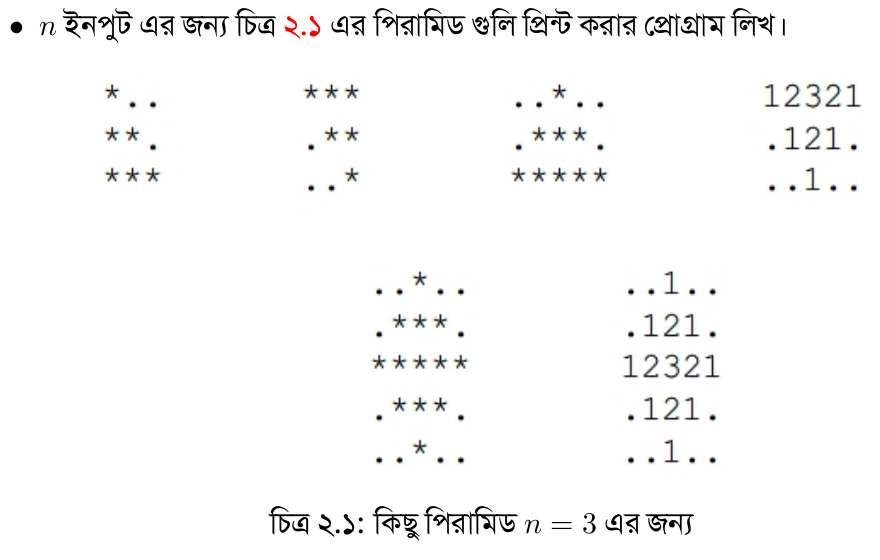 • n ইনপুট এর জন্য চিত্র ২.১ এর পিরামিড গুলি প্রিন্ট করার প্রোগ্রাম লিখ।
*.. *** ..*.. 12321
**. .** .***. .121.
*** ..* ***** ..1..
..*.. ..1..
.***. .121.
***** 12321
.***. .121.
..*.. ..1..
চিত্র ২.১: কিছু পিরামিড n = 3 এর জন্য